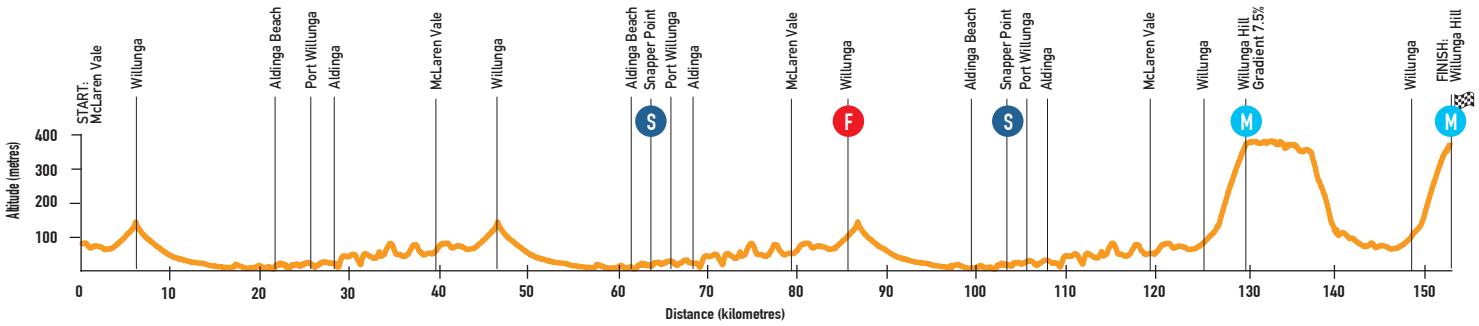 START:
McLaren Vale
Willunga
Aldinga Beach
Port Willunga
Aldinga
McLaren Vale
Willunga
Aldinga Beach
Snapper Point
Port Willunga
Aldinga
McLaren Vale
Willunga
Aldinga Beach
Snapper Point
Port Willunga
Aldinga
McLaren Vale
Willunga
Willunga Hill
Gradient 7.5%
Willunga
FINISH:
Willunga Hill
S
F
S
M
M
Altitude (metres)
400
300
200
100
0 10 20 30 40 50 60 70 80 90 100 110 120 130 140 150
Distance (kilometres)